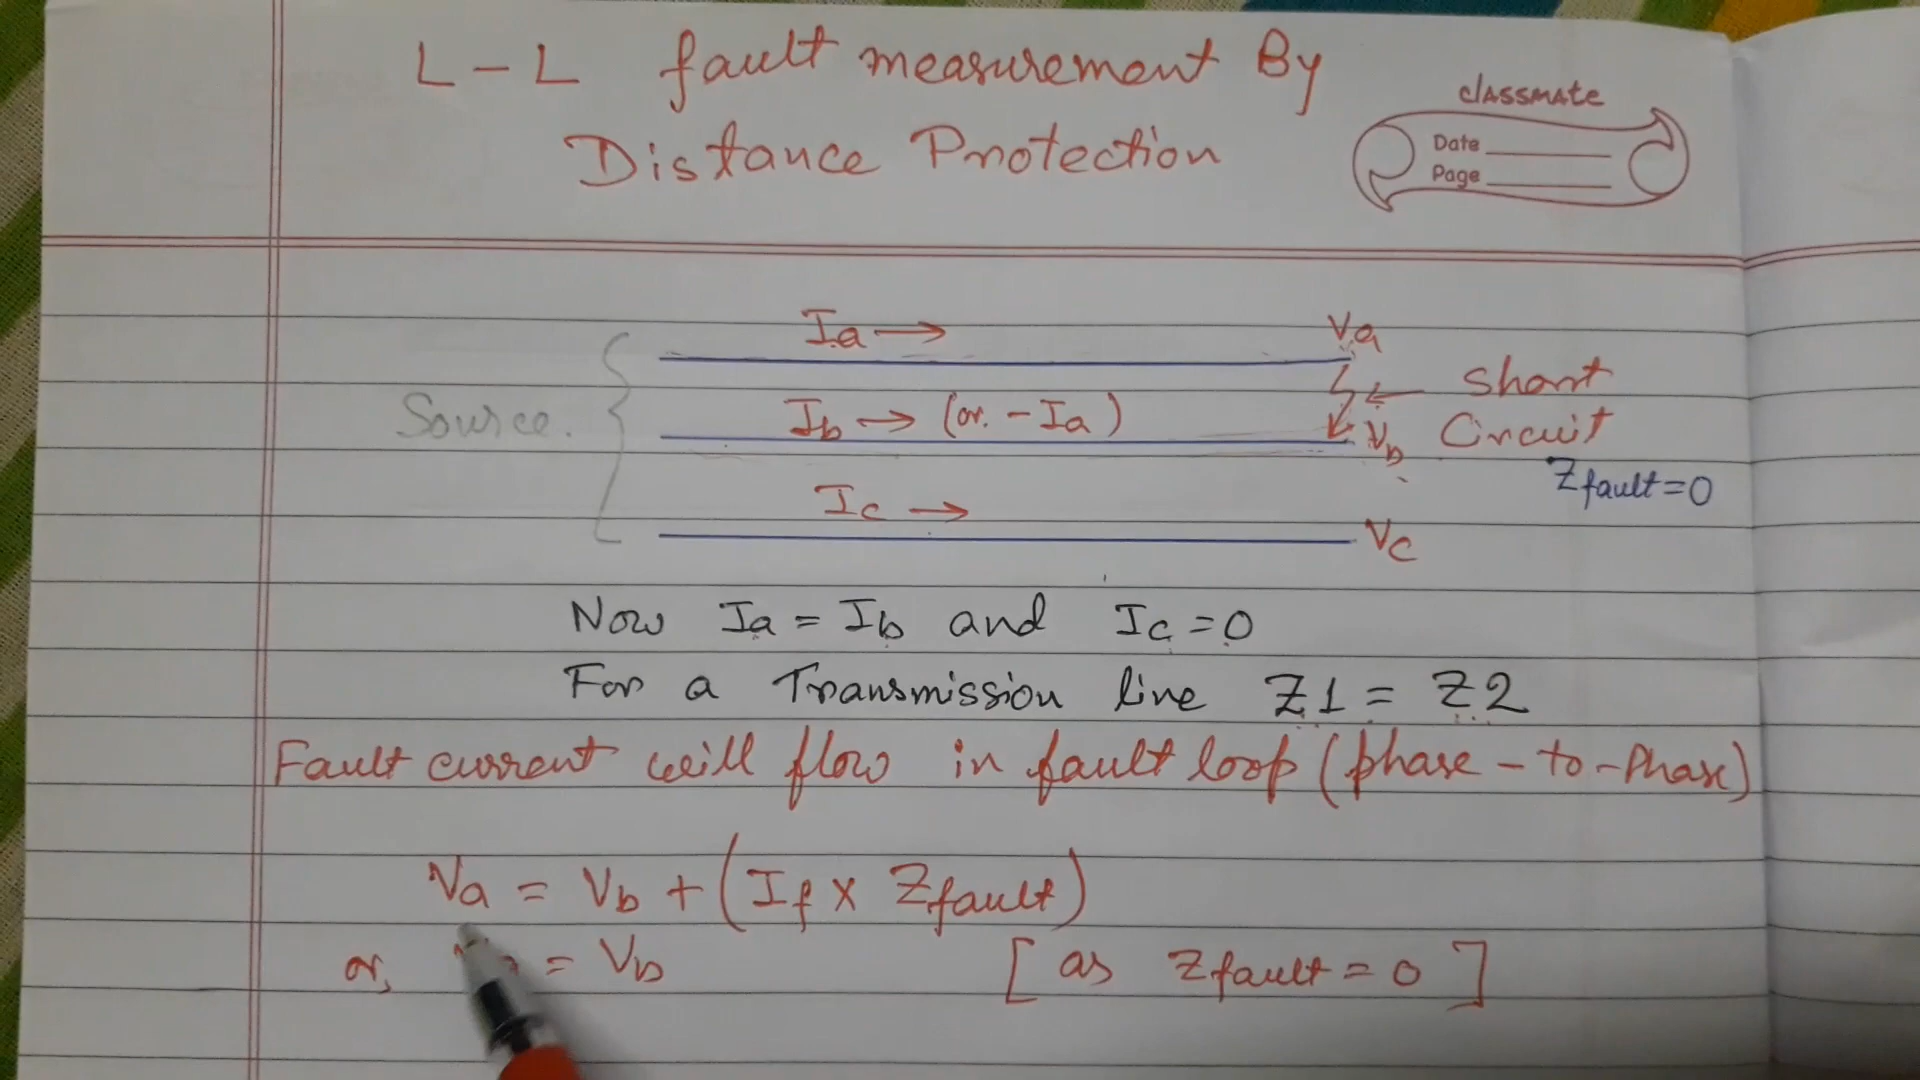 L - L fault measurement By
Distance Protection
classmate
Date
Page
Ia →
Va
Short
Source.
Ib → (or. - Ia)
Vb
Circuit
Zfault = 0
Ic →
Vc
Now Ia = Ib and Ic = 0
For a Transmission line Z1 = Z2
Fault current will flow in fault loop (phase - to - Phase)
Va = Vb + (If x Zfault)
or, = Vb [ as Zfault = 0 ]